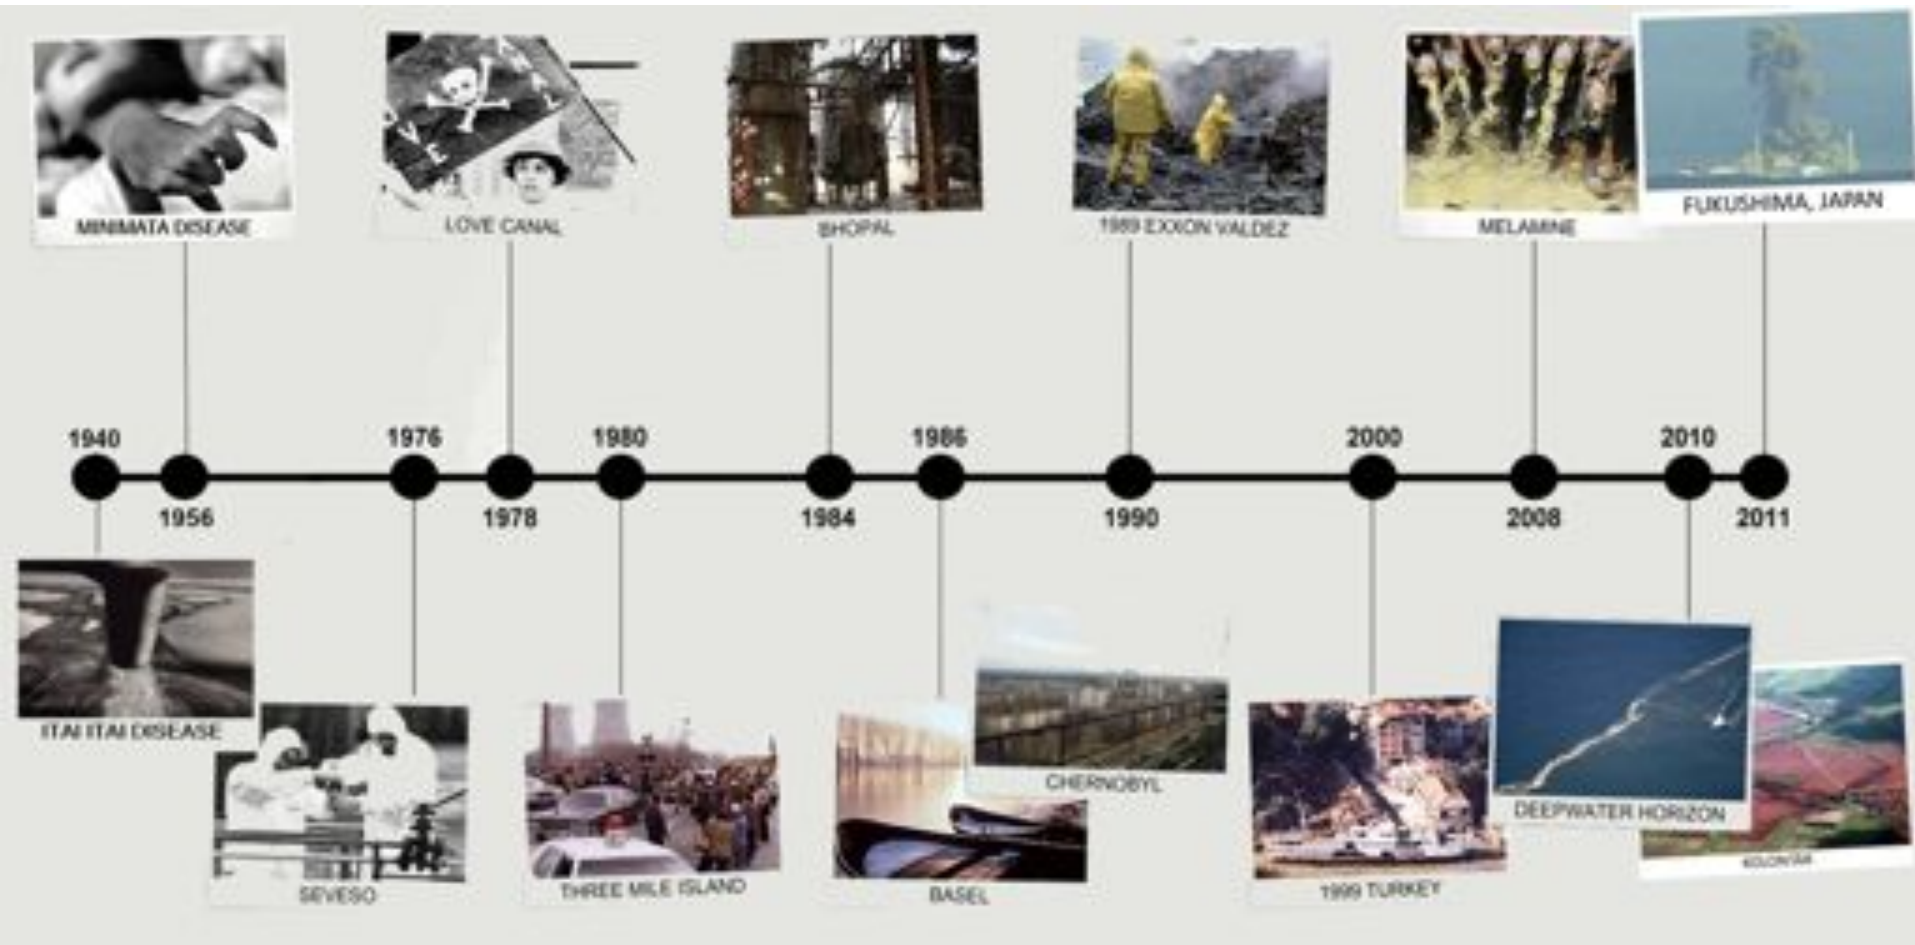 MINIMATA DISEASE
LOVE CANAL
BHOPAL
1989 EXXON VALDEZ
MELAMINE
FUKUSHIMA, JAPAN
1940
1976
1980
1986
2000
2010
1956
1978
1984
1990
2008
2011
ITAI ITAI DISEASE
SEVESO
THREE MILE ISLAND
BASEL
CHERNOBYL
1999 TURKEY
DEEPWATER HORIZON
KOLONTAR